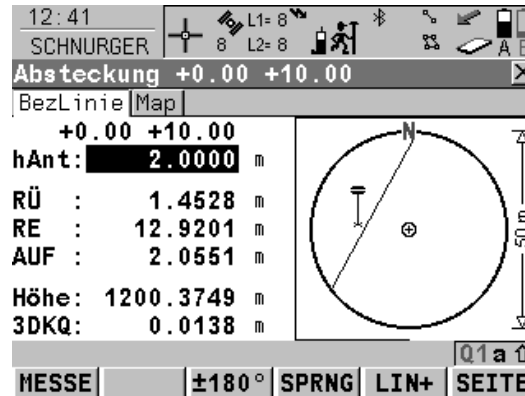 12:41
SCHNURGER
8 L1= 8
L2= 8
A
Absteckung +0.00 +10.00
BezLinie Map
+0.00 +10.00
hAnt: 2.0000 m
RÜ : 1.4528 m
RE : 12.9201 m
AUF : 2.0551 m
Höhe: 1200.3749 m
3DKQ: 0.0138 m
N
50 m
Q1 a
MESSE ±180° SPRNG LIN+ SEITE